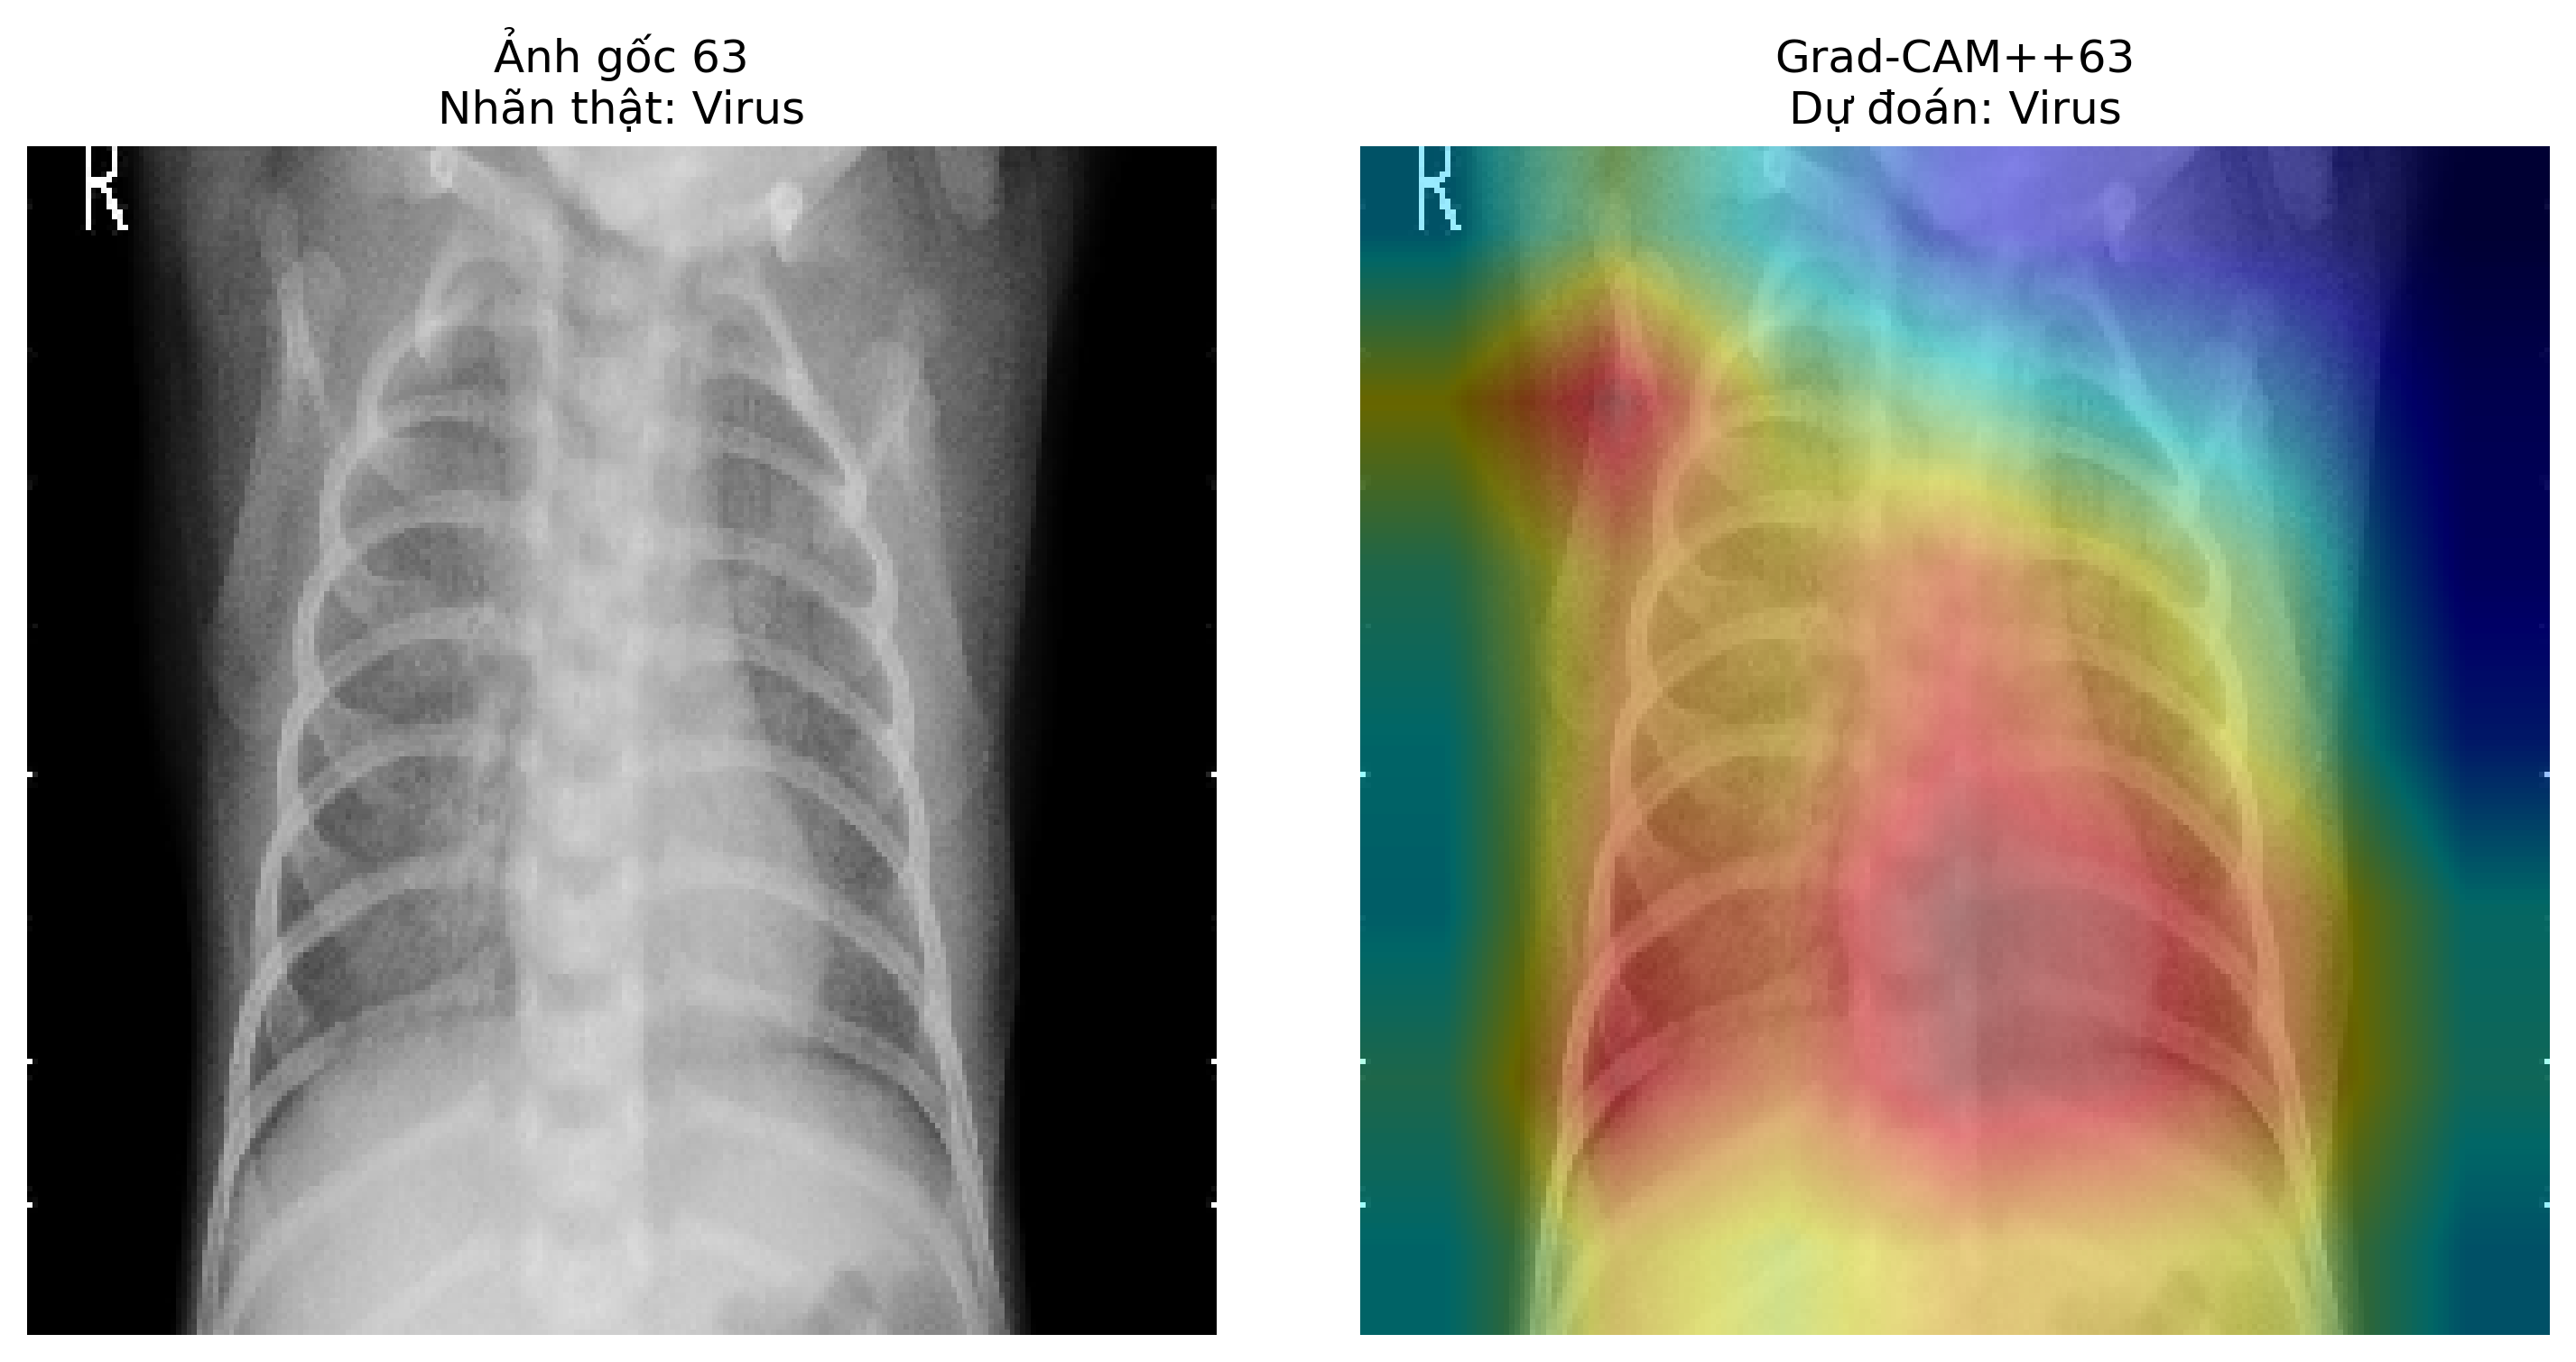 Ảnh gốc 63
Nhãn thật: Virus
Grad-CAM++63
Dự đoán: Virus
R
R